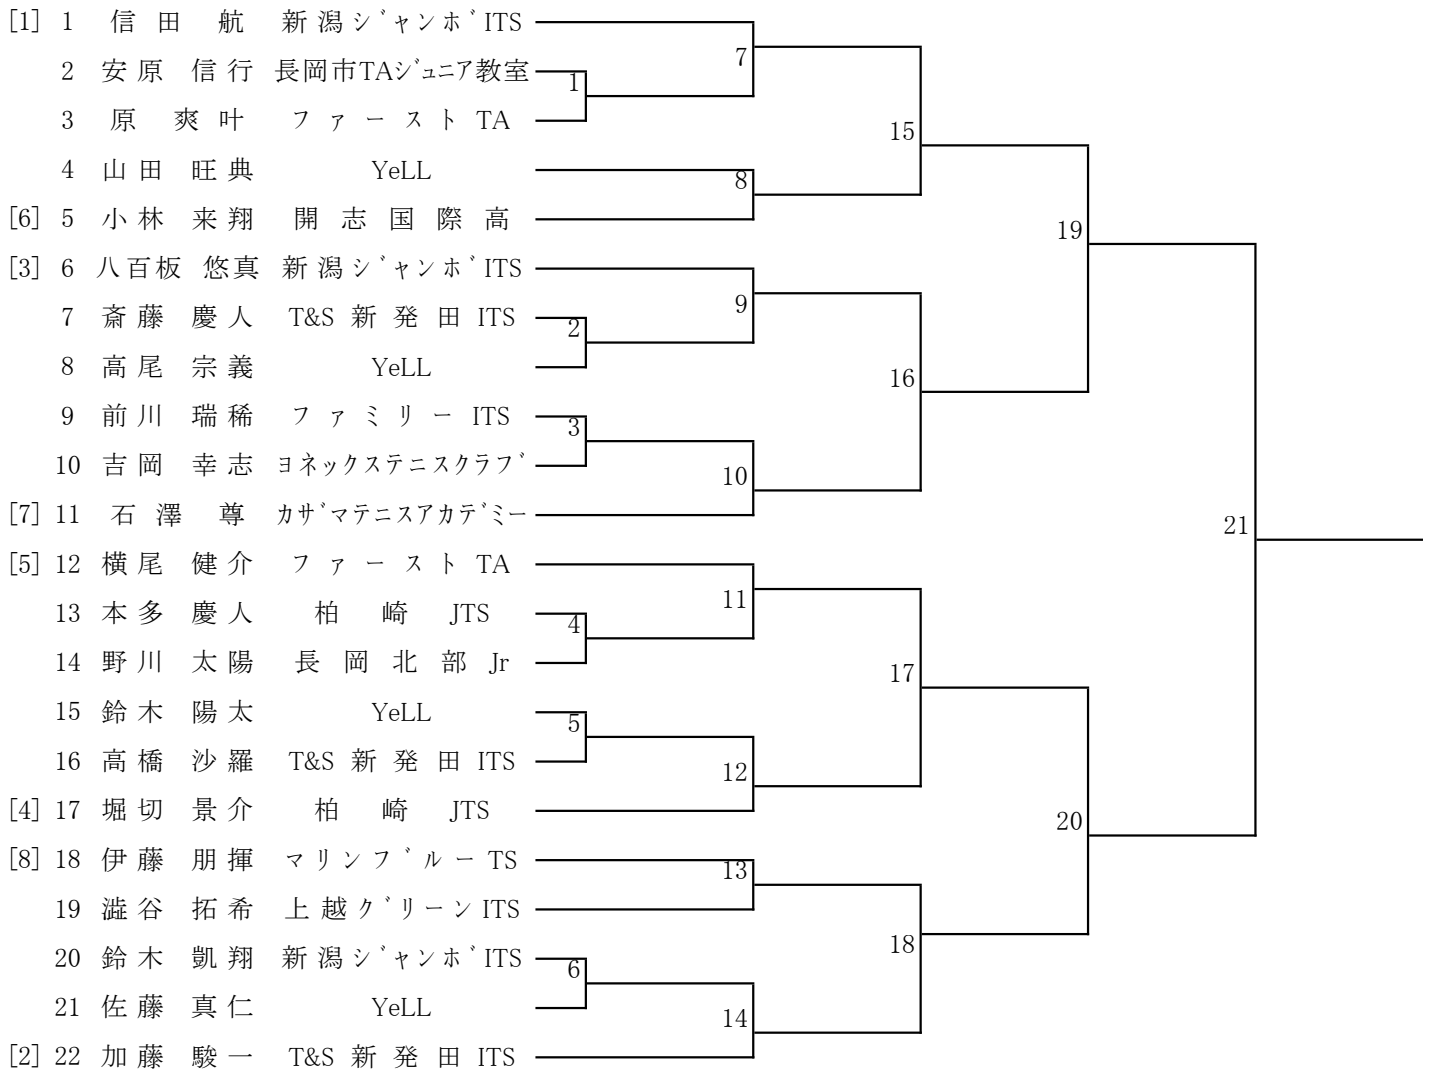 [1] 1 信田 航 新潟ジャンボITS
7
2 安原 信行 長岡市TAジュニア教室
1
3 原 爽叶 ファーストTA
15
4 山田 旺典 YeLL
8
[6] 5 小林 来翔 開志国際高
19
[3] 6 八百板 悠真 新潟ジャンボITS
9
7 斎藤 慶人 T&S新発田ITS
2
8 高尾 宗義 YeLL
16
9 前川 瑞稀 ファミリーITS
3
10 吉岡 幸志 ヨネックステニスクラブ
10
[7] 11 石澤 尊 カザマテニスアカデミー
21
[5] 12 横尾 健介 ファーストTA
11
13 本多 慶人 柏崎JTS
4
14 野川 太陽 長岡北部Jr
17
15 鈴木 陽太 YeLL
5
16 高橋 沙羅 T&S新発田ITS
12
[4] 17 堀切 景介 柏崎JTS
20
[8] 18 伊藤 朋揮 マリンブルーTS
13
19 澁谷 拓希 上越グリーンITS
18
20 鈴木 凱翔 新潟ジャンボITS
6
21 佐藤 真仁 YeLL
14
[2] 22 加藤 駿一 T&S新発田ITS